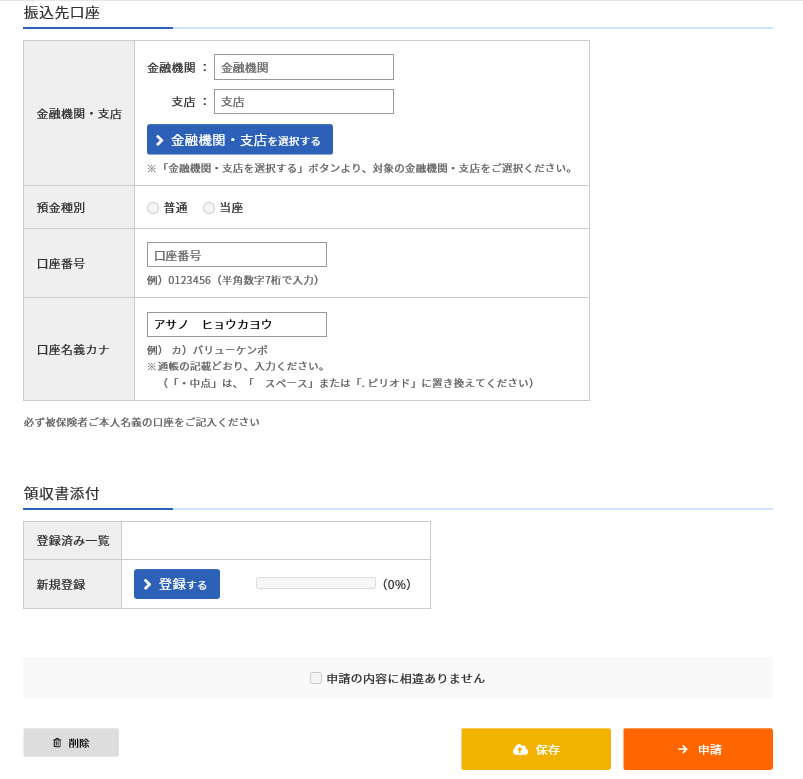 振込先口座
金融機関・支店
金融機関 ： 金融機関
支店 ： 支店
金融機関・支店を選択する
※「金融機関・支店を選択する」ボタンより、対象の金融機関・支店をご選択ください。
預金種別 普通 当座
口座番号 口座番号
例）0123456（半角数字7桁で入力）
口座名義カナ アサノ　ヒョウカヨウ
例） カ）バリューケンポ
※通帳の記載どおり、入力ください。
（「・中点」は、「　スペース」または「. ピリオド」に置き換えてください）
必ず被保険者ご本人名義の口座をご記入ください
領収書添付
登録済み一覧
新規登録 登録する (0%)
申請の内容に相違ありません
削除 保存 申請